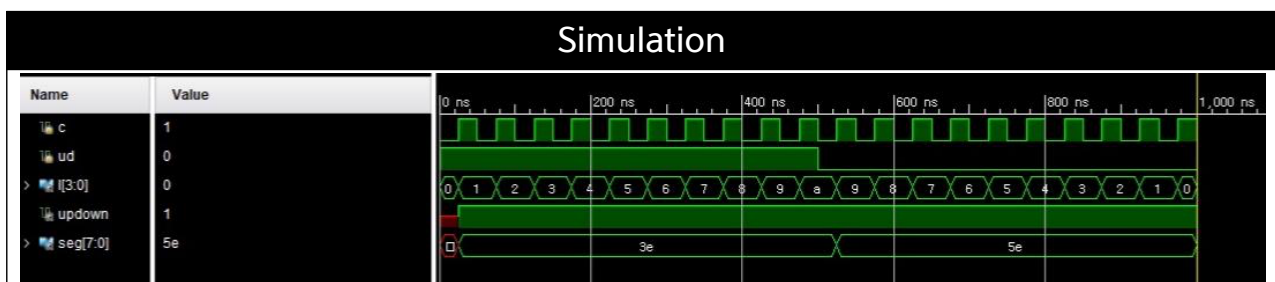 Simulation
Name Value
0 ns 200 ns 400 ns 600 ns 800 ns 1,000 ns
c 1
ud 0
l[3:0] 0 0 1 2 3 4 5 6 7 8 9 a 9 8 7 6 5 4 3 2 1 0
updown 1
seg[7:0] 5e 3e 5e